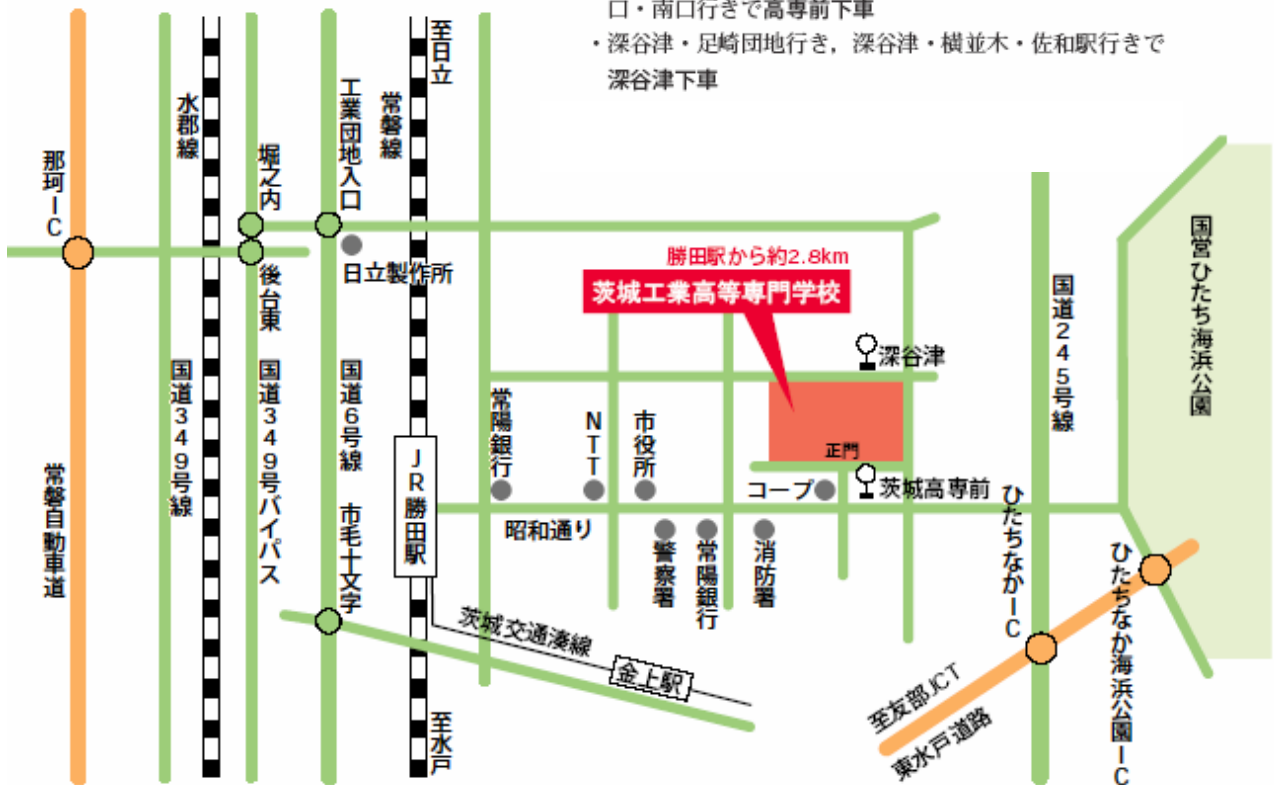 口・南口行きで高専前下車
・深谷津・足崎団地行き，深谷津・横並木・佐和駅行きで
深谷津下車
至日立
水郡線
工業団地入口
常磐線
堀之内
那珂IC
国営ひたち海浜公園
勝田駅から約2.8km
日立製作所
後台東
茨城工業高等専門学校
国道245号線
深谷津
国道349号線
国道349号バイパス
国道6号線
常陽銀行
NTT
市役所
正門
JR勝田駅
コープ
茨城高専前
常磐自動車道
市毛十文字
昭和通り
ひたちなかIC
警察署
常陽銀行
消防署
ひたちなか海浜公園IC
茨城交通湊線
金上駅
至友部JCT
至水戸
東水戸道路